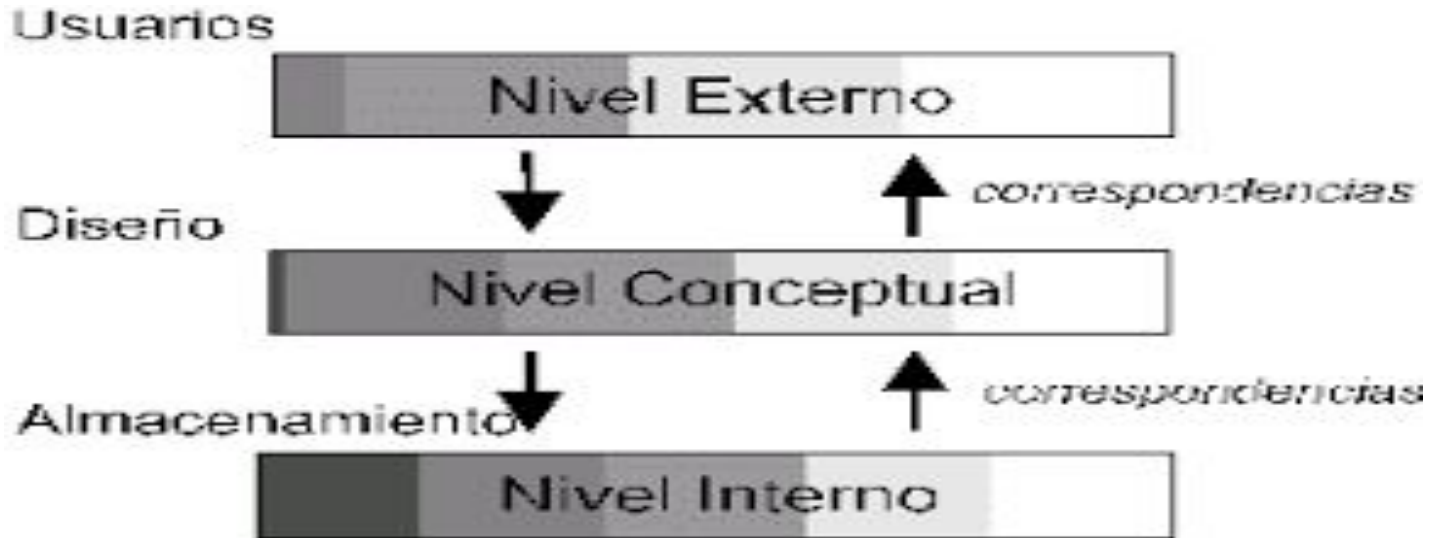 Usuarios
Nivel Externo
correspondencias
Diseño
Nivel Conceptual
correspondencias
Almacenamiento
Nivel Interno